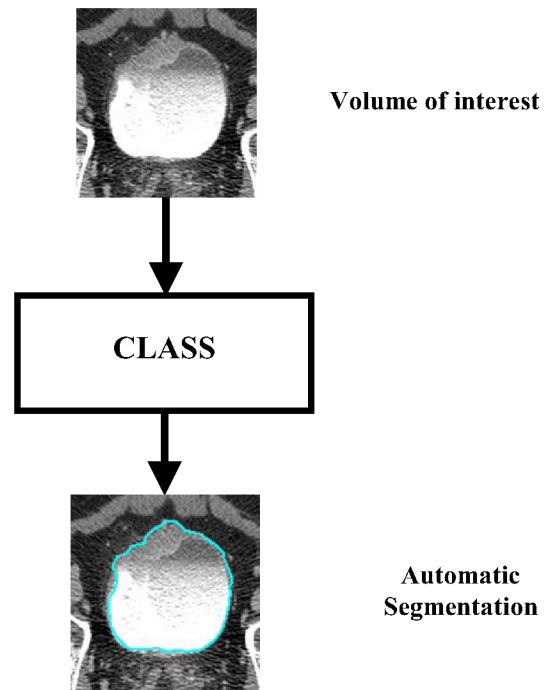 Volume of interest
CLASS
Automatic
Segmentation